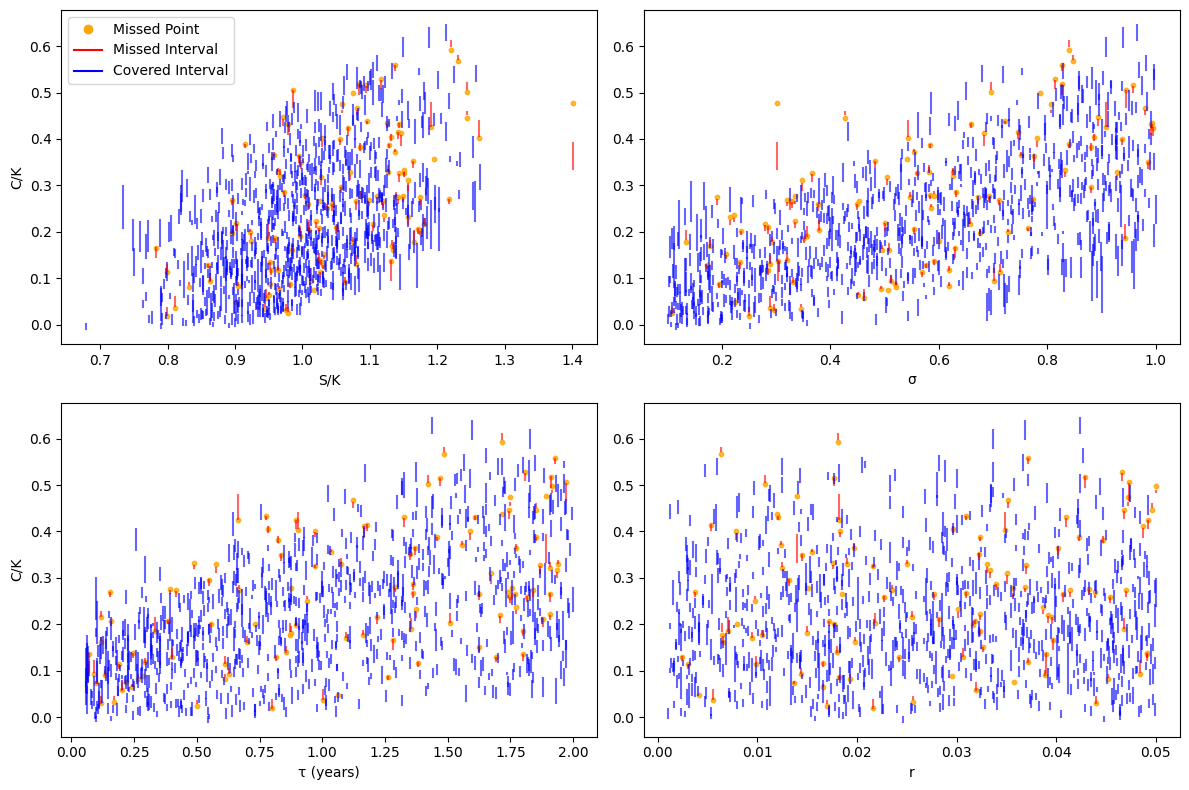 Missed Point
Missed Interval
Covered Interval
C/K
0.6
0.5
0.4
0.3
0.2
0.1
0.0
0.7 0.8 0.9 1.0 1.1 1.2 1.3 1.4
S/K
0.6
0.5
0.4
0.3
0.2
0.1
0.0
0.2 0.4 0.6 0.8 1.0
σ
C/K
0.6
0.5
0.4
0.3
0.2
0.1
0.0
0.00 0.25 0.50 0.75 1.00 1.25 1.50 1.75 2.00
τ (years)
0.6
0.5
0.4
0.3
0.2
0.1
0.0
0.00 0.01 0.02 0.03 0.04 0.05
r